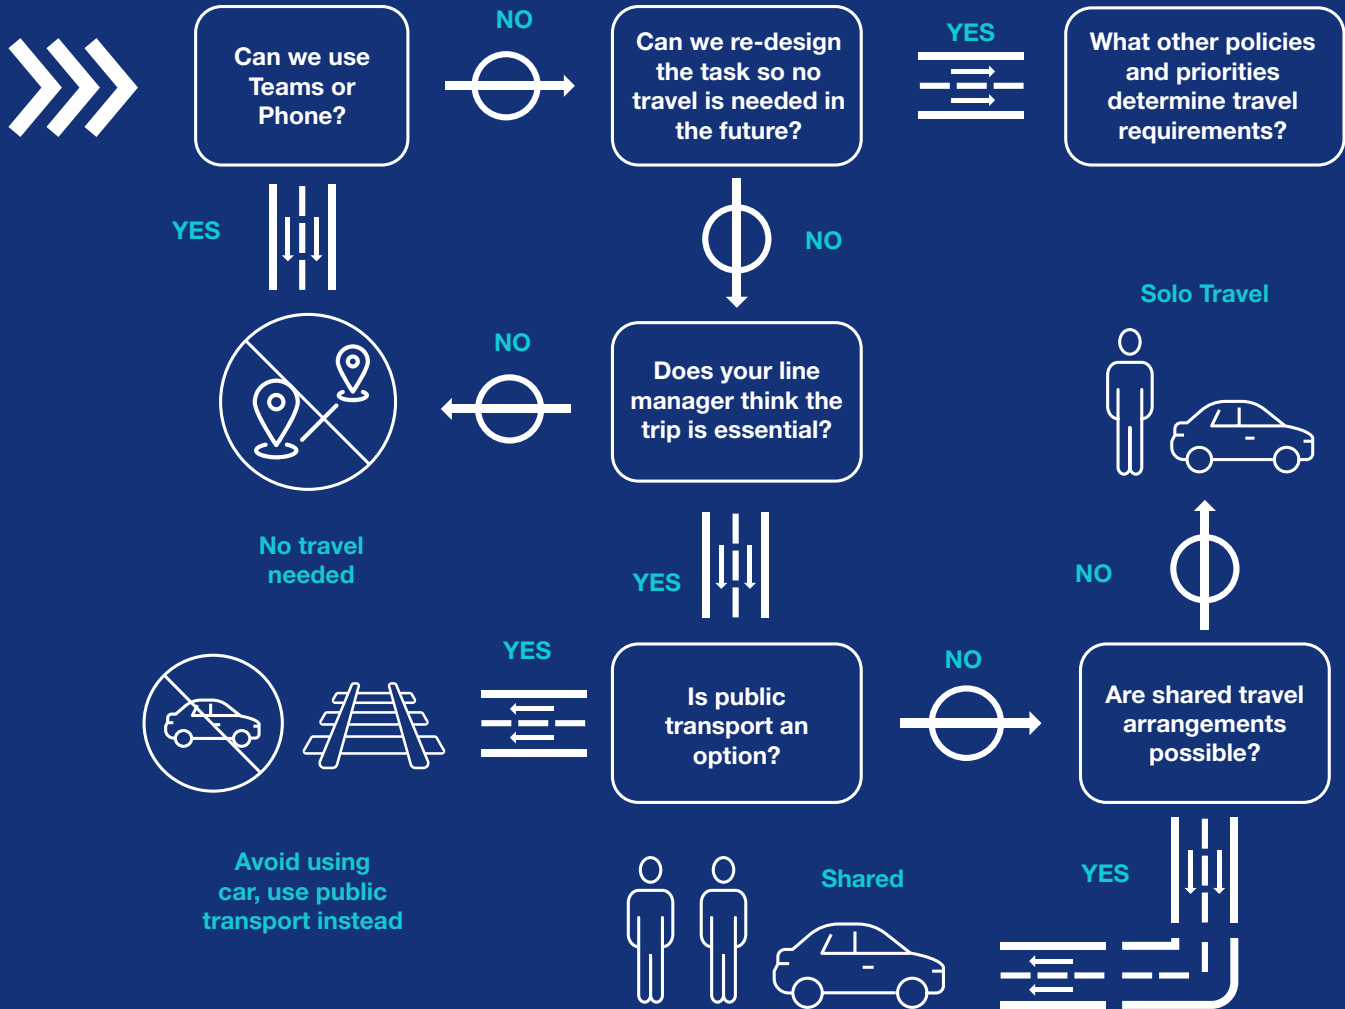 Can we use
Teams or
Phone?
NO
Can we re-design
the task so no
travel is needed in
the future?
YES
What other policies
and priorities
determine travel
requirements?
YES
NO
Solo Travel
NO
Does your line
manager think the
trip is essential?
No travel
needed
YES
NO
YES
Is public
transport an
option?
NO
Are shared travel
arrangements
possible?
Avoid using
car, use public
transport instead
Shared
YES